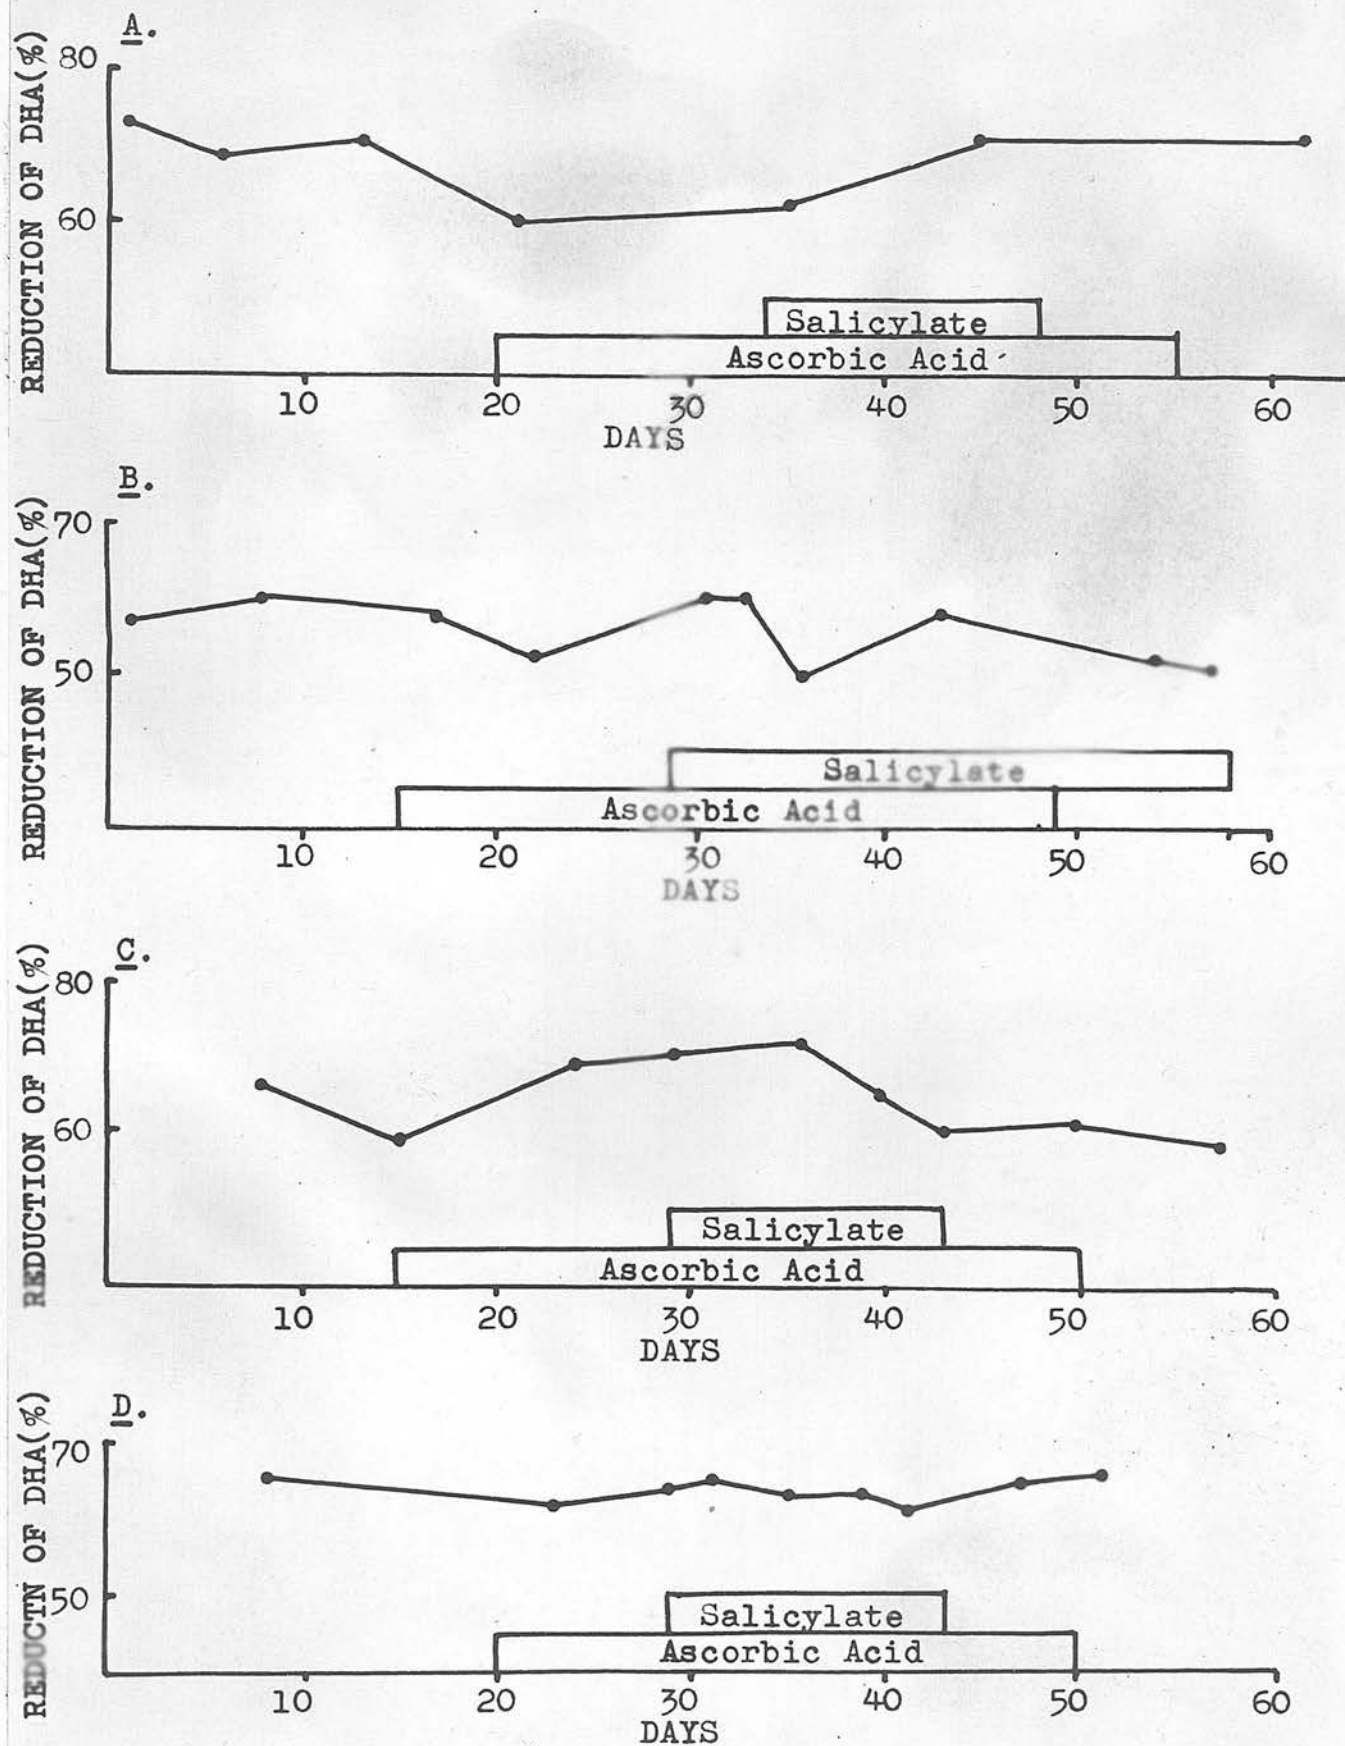 A.
REDUCTION OF DHA(%)
80
60
Salicylate
Ascorbic Acid
10 20 30 40 50 60
DAYS
B.
REDUCTION OF DHA(%)
70
50
Salicylate
Ascorbic Acid
10 20 30 40 50 60
DAYS
C.
REDUCTION OF DHA(%)
80
60
Salicylate
Ascorbic Acid
10 20 30 40 50 60
DAYS
D.
REDUCTN OF DHA(%)
70
50
Salicylate
Ascorbic Acid
10 20 30 40 50 60
DAYS